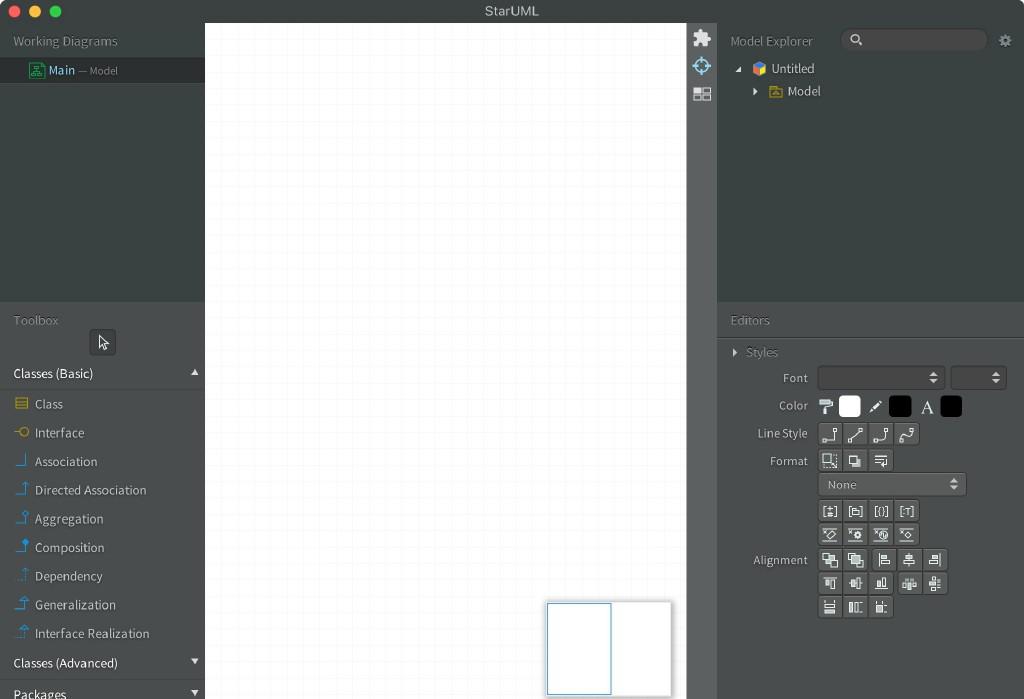 StarUML
Working Diagrams
Main — Model
Toolbox
Classes (Basic)
Class
Interface
Association
Directed Association
Aggregation
Composition
Dependency
Generalization
Interface Realization
Classes (Advanced)
Packages
Model Explorer
Untitled
Model
Editors
Styles
Font
Color
A
Line Style
Format
None
Alignment